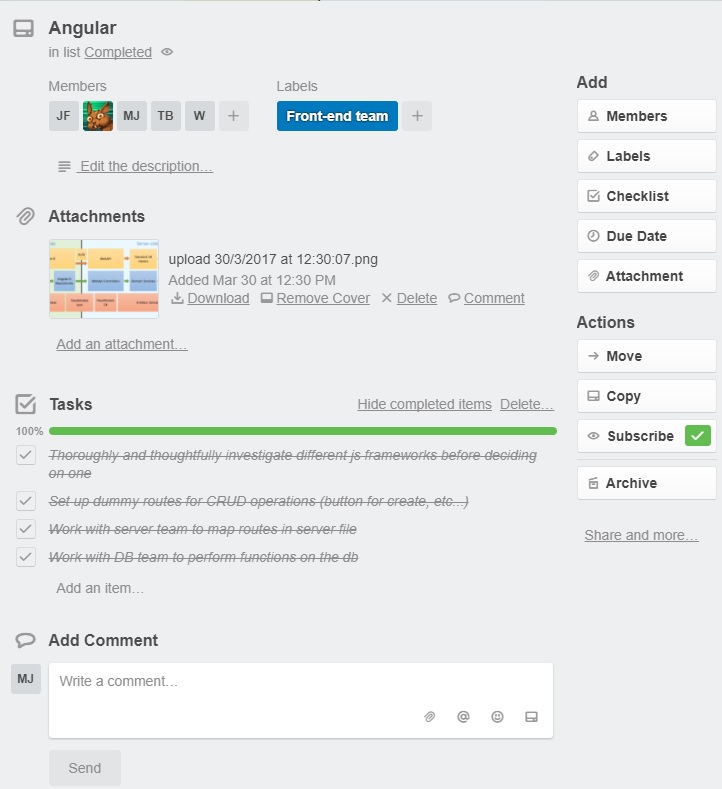 Angular
in list Completed
Members
Labels
JF MJ TB W +
Front-end team +
Edit the description...
Attachments
upload 30/3/2017 at 12:30:07.png
Added Mar 30 at 12:30 PM
Download Remove Cover Delete Comment
Add an attachment...
Tasks
Hide completed items Delete...
100%
Thoroughly and thoughtfully investigate different js frameworks before deciding
on one
Set up dummy routes for CRUD operations (button for create, etc...)
Work with server team to map routes in server file
Work with DB team to perform functions on the db
Add an item...
Add Comment
MJ
Write a comment...
@
Send
Add
Members
Labels
Checklist
Due Date
Attachment
Actions
Move
Copy
Subscribe
Archive
Share and more...